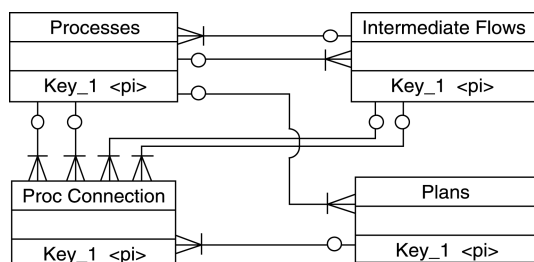 Processes
Key_1 <pi>
Intermediate Flows
Key_1 <pi>
Proc Connection
Key_1 <pi>
Plans
Key_1 <pi>